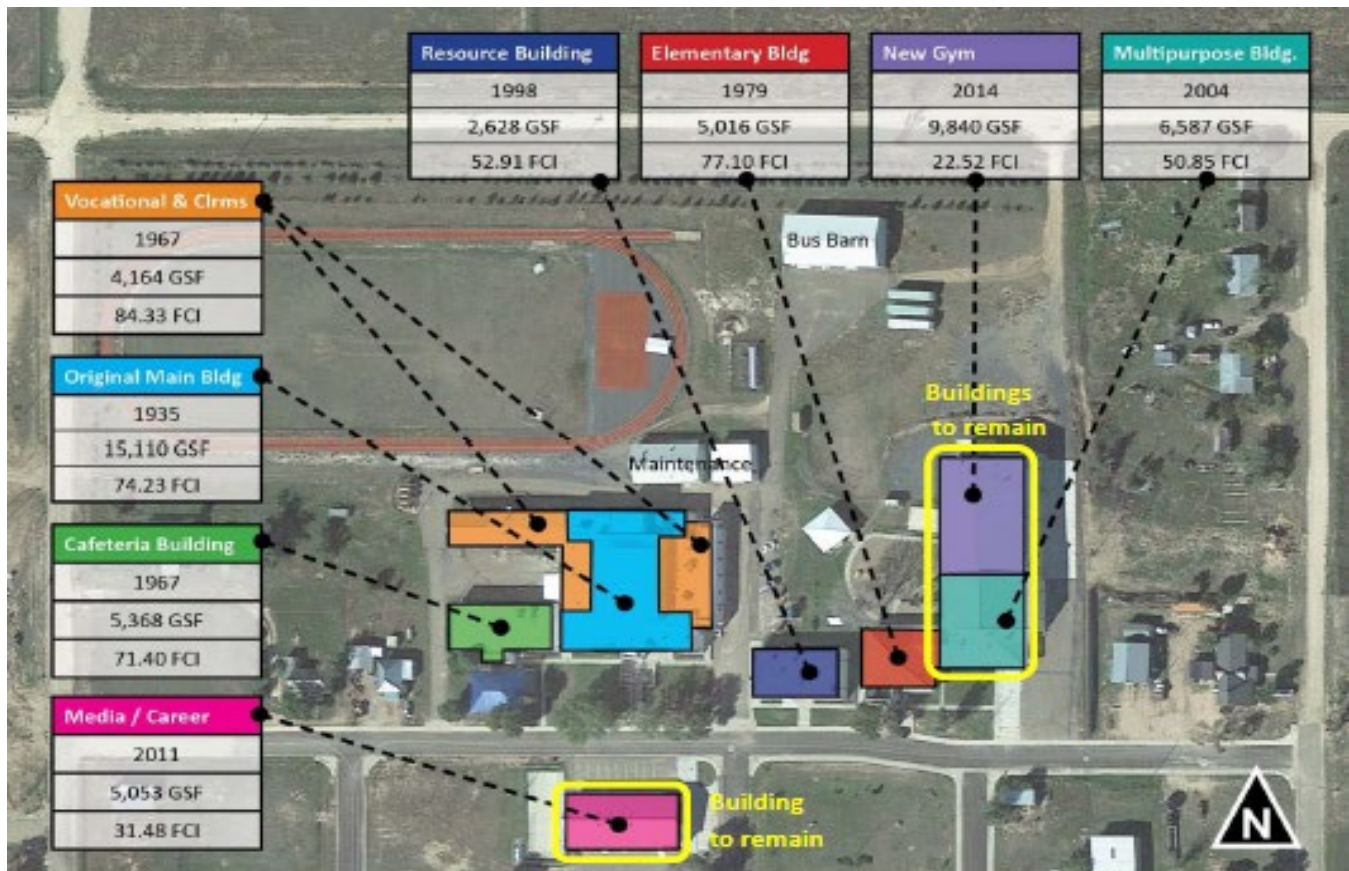 Resource Building
1998
2,628 GSF
52.91 FCI
Elementary Bldg
1979
5,016 GSF
77.10 FCI
New Gym
2014
9,840 GSF
22.52 FCI
Multipurpose Bldg.
2004
6,587 GSF
50.85 FCI
Vocational & Clrms
1967
4,164 GSF
84.33 FCI
Original Main Bldg
1935
15,110 GSF
74.23 FCI
Cafeteria Building
1967
5,368 GSF
71.40 FCI
Media / Career
2011
5,053 GSF
31.48 FCI
Bus Barn
Maintenance
Buildings
to remain
Building
to remain
N